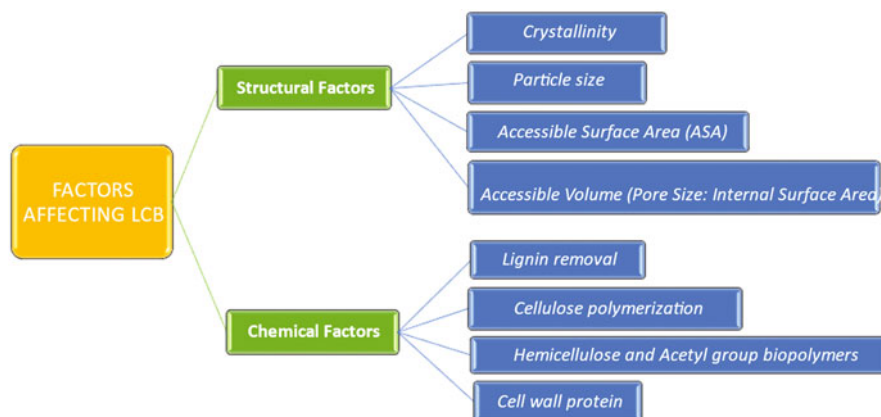 Crystallinity
Structural Factors
Particle size
Accessible Surface Area (ASA)
FACTORS
AFFECTING LCB
Accessible Volume (Pore Size: Internal Surface Area)
Lignin removal
Cellulose polymerization
Chemical Factors
Hemicellulose and Acetyl group biopolymers
Cell wall protein